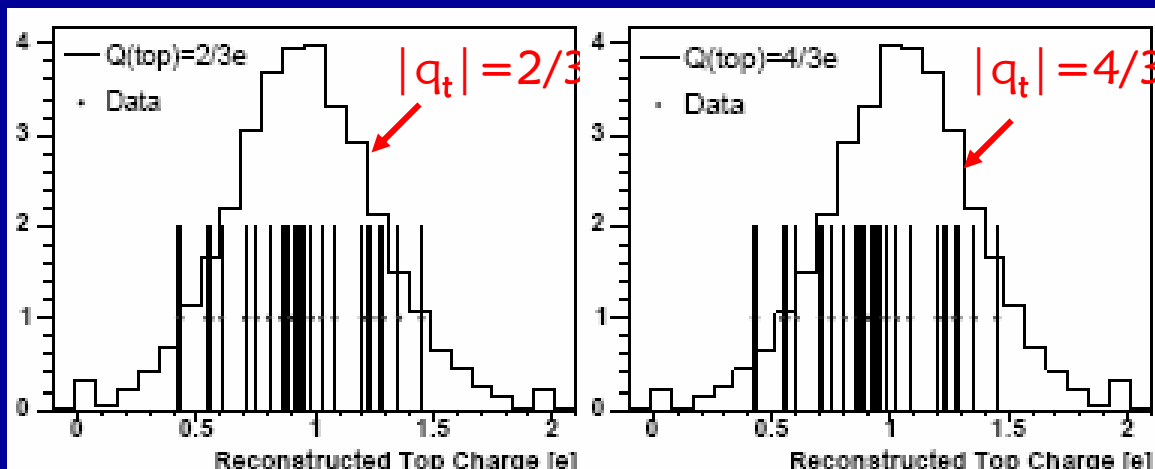 4
3
2
1
0
Q(top)=2/3e
Data
|qt|=2/3
0 0.5 1 1.5 2
Reconstructed Top Charge [e]
4
3
2
1
0
Q(top)=4/3e
Data
|qt|=4/3
0 0.5 1 1.5 2
Reconstructed Top Charge [e]